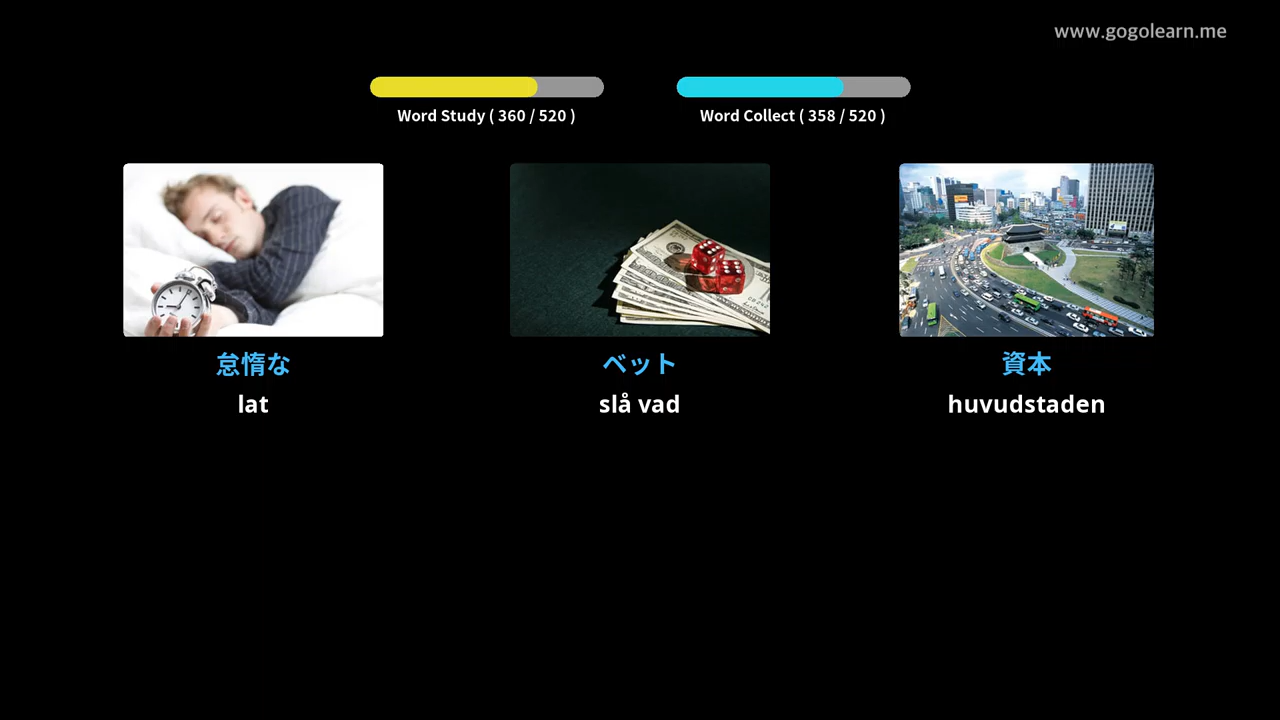 www.gogolearn.me
Word Study ( 360 / 520 )
Word Collect ( 358 / 520 )
怠惰な
ベット
資本
lat
slå vad
huvudstaden